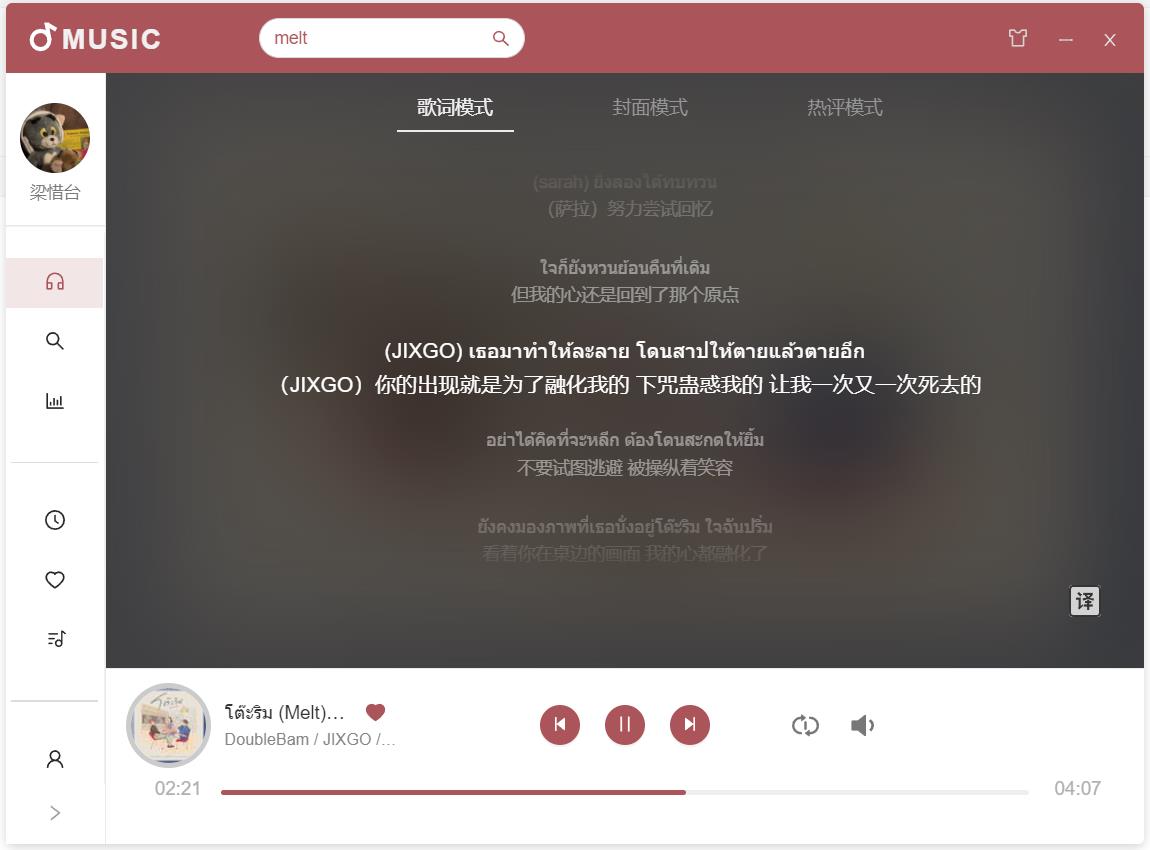 MUSIC
melt
梁惜台
歌词模式
封面模式
热评模式
(sarah) ยิ่งลองได้ทบทวน
（萨拉）努力尝试回忆
ใจก็ยังหวนย้อนคืนที่เดิม
但我的心还是回到了那个原点
(JIXGO) เธอมาทำให้ละลาย โดนสาปให้ตายแล้วตายอีก
（JIXGO）你的出现就是为了融化我的 下咒蛊惑我的 让我一次又一次死去的
อย่าได้คิดที่จะหลีก ต้องโดนสะกดให้ยิ้ม
不要试图逃避 被操纵着笑容
ยังคงมองภาพที่เธอนั่งอยู่โต๊ะริม ใจฉันปริ่ม
看着你在桌边的画面 我的心都融化了
译
โต๊ะริม (Melt)…
DoubleBam / JIXGO /…
02:21
04:07